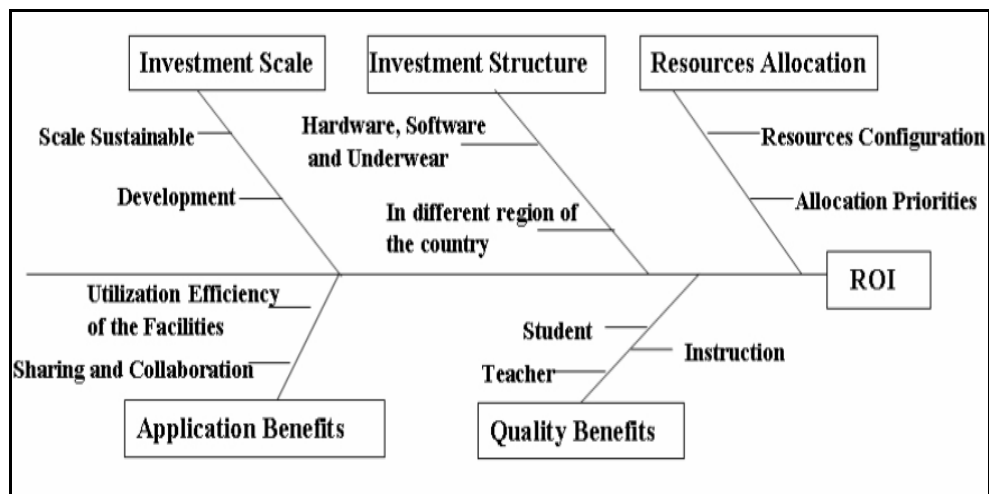 Investment Scale
Investment Structure
Resources Allocation
Scale Sustainable
Development
Hardware, Software
and Underwear
In different region of
the country
Resources Configuration
Allocation Priorities
ROI
Utilization Efficiency
of the Facilities
Sharing and Collaboration
Student
Instruction
Teacher
Application Benefits
Quality Benefits